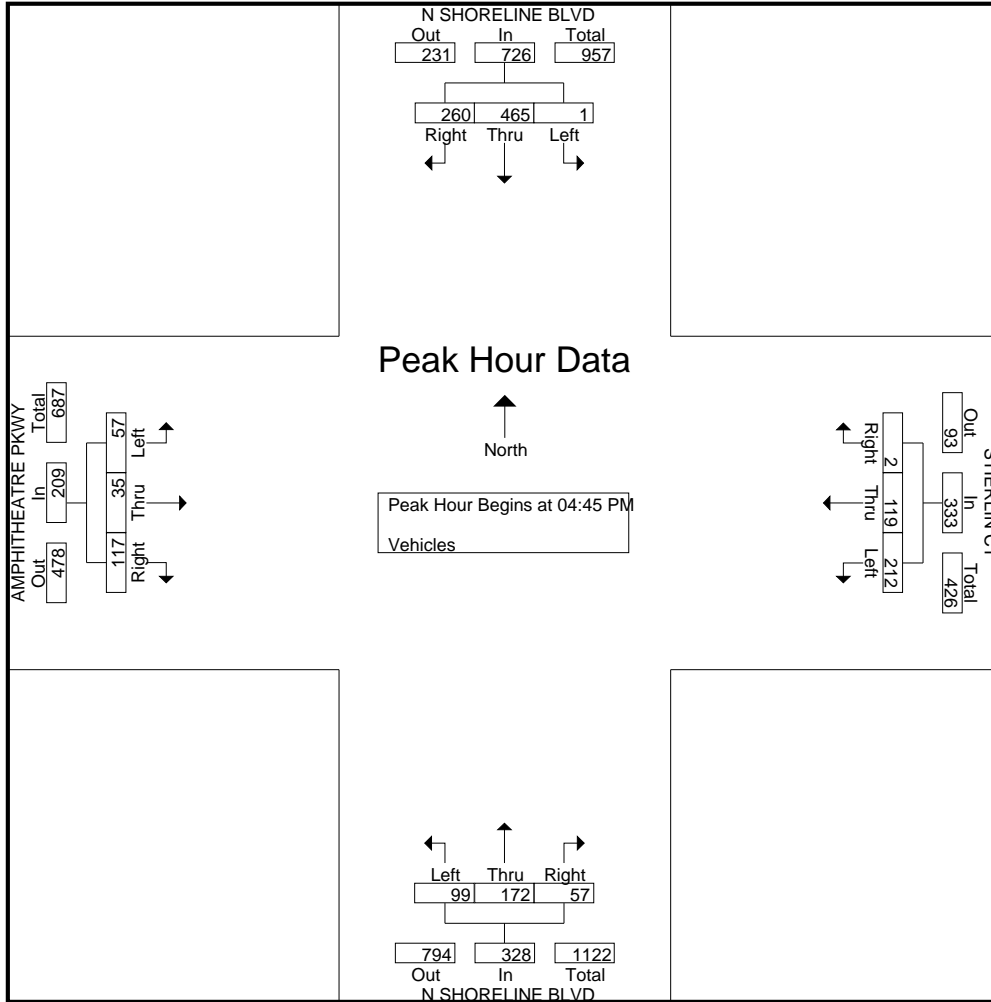 N SHORELINE BLVD
Out In Total
231 726 957
260 465 1
Right Thru Left
Peak Hour Data
North
Peak Hour Begins at 04:45 PM
Vehicles
AMPHITHEATRE PKWY
Out In Total
478 209 687
117 35 57
Right Thru Left
Out In Total
93 333 426
2 119 212
Right Thru Left
Left Thru Right
99 172 57
794 328 1122
Out In Total
N SHORELINE BLVD